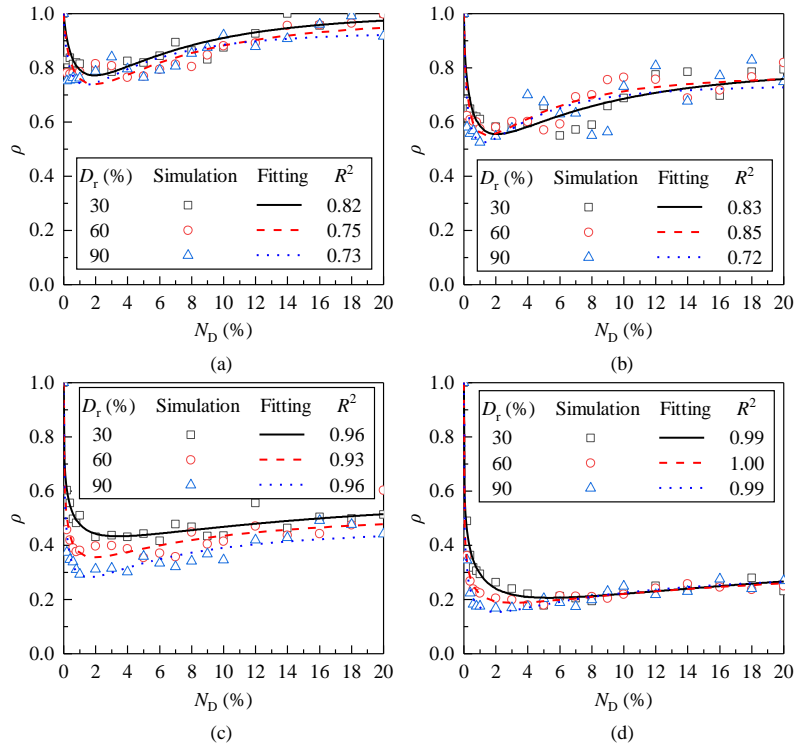 1.0
0.8
0.6
0.4
0.2
0.0
ρ
Dr (%) Simulation Fitting R²
30 0.82
60 0.75
90 0.73
0 2 4 6 8 10 12 14 16 18 20
ND (%)
(a)
1.0
0.8
0.6
0.4
0.2
0.0
ρ
Dr (%) Simulation Fitting R²
30 0.83
60 0.85
90 0.72
0 2 4 6 8 10 12 14 16 18 20
ND (%)
(b)
1.0
0.8
0.6
0.4
0.2
0.0
ρ
Dr (%) Simulation Fitting R²
30 0.96
60 0.93
90 0.96
0 2 4 6 8 10 12 14 16 18 20
ND (%)
(c)
1.0
0.8
0.6
0.4
0.2
0.0
ρ
Dr (%) Simulation Fitting R²
30 0.99
60 1.00
90 0.99
0 2 4 6 8 10 12 14 16 18 20
ND (%)
(d)